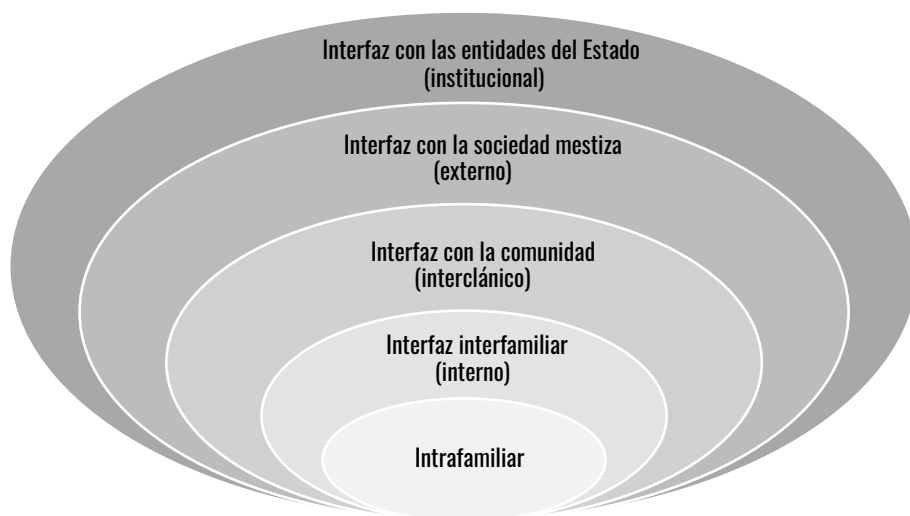 Interfaz con las entidades del Estado
(institucional)
Interfaz con la sociedad mestiza
(externo)
Interfaz con la comunidad
(interclánico)
Interfaz interfamiliar
(interno)
Intrafamiliar